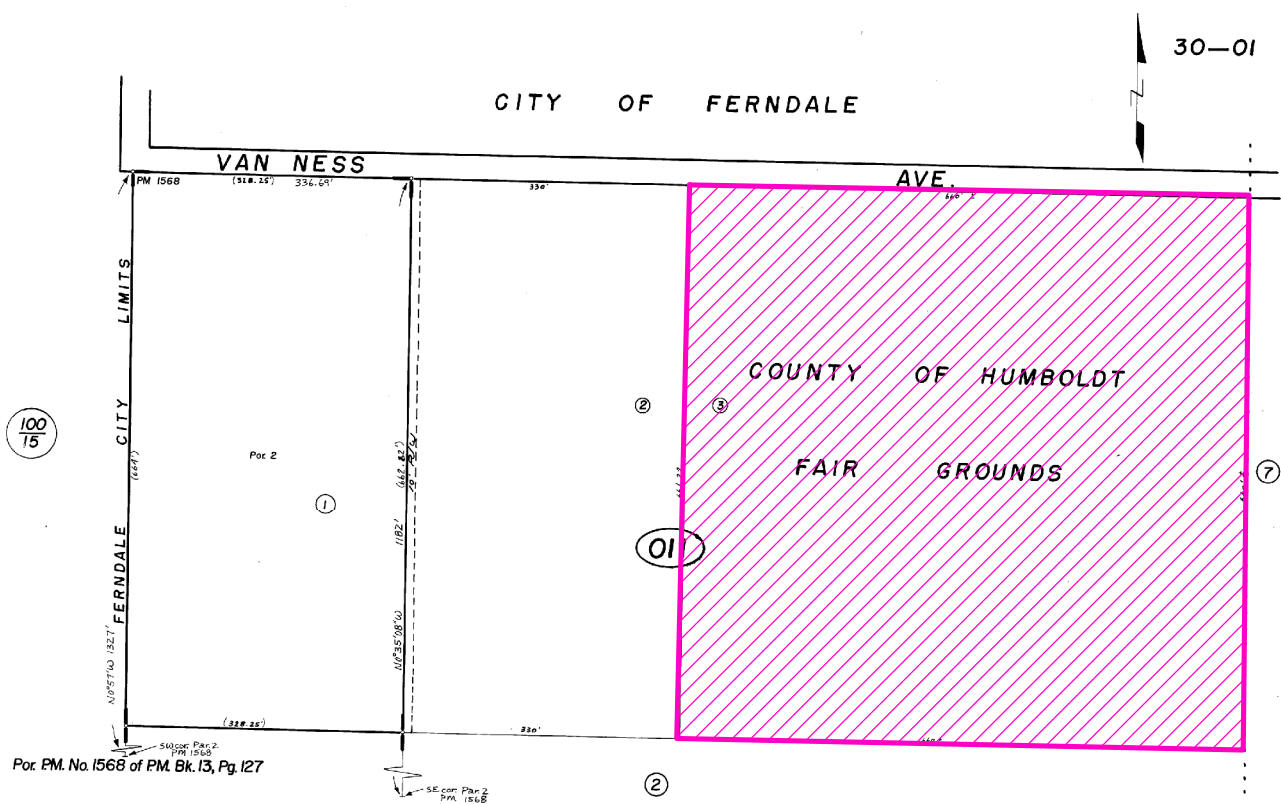 30—01
CITY OF FERNDALE
VAN NESS AVE.
PM 1568
(328.25')
336.69'
330'
660' ±
FERNDALE CITY LIMITS
(664')
N0°57'W 1327'
100
15
Por. 2
1
(662.82')
10' R/W
1182'
N0°35'08"W
2
3
COUNTY OF HUMBOLDT
FAIR GROUNDS
7
011
(328.25')
330'
SW cor. Par. 2
PM 1568
Por. P.M. No. 1568 of P.M. Bk. 13, Pg. 127
SE cor. Par. 2
PM 1568
2